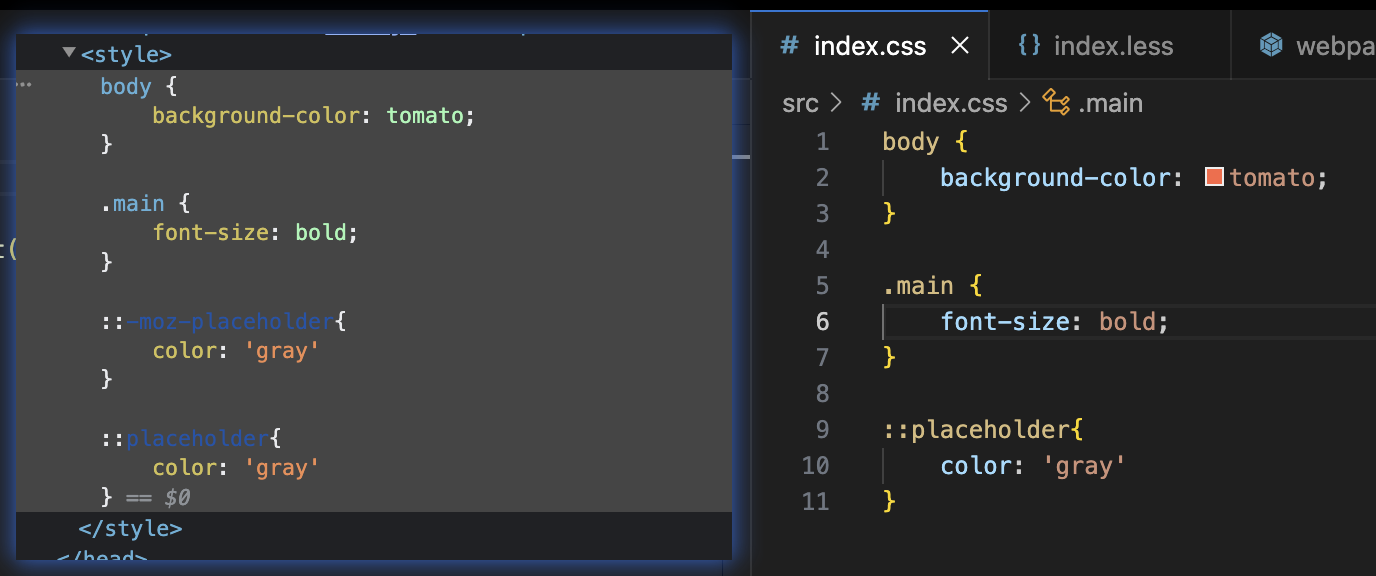 <style>
body {
background-color: tomato;
}
.main {
font-size: bold;
}
::-moz-placeholder{
color: 'gray'
}
::placeholder{
color: 'gray'
} == $0
</style>
</head>
index.css
{} index.less
webpa
src > # index.css > .main
1 body {
2 background-color: tomato;
3 }
4
5 .main {
6 font-size: bold;
7 }
8
9 ::placeholder{
10 color: 'gray'
11 }